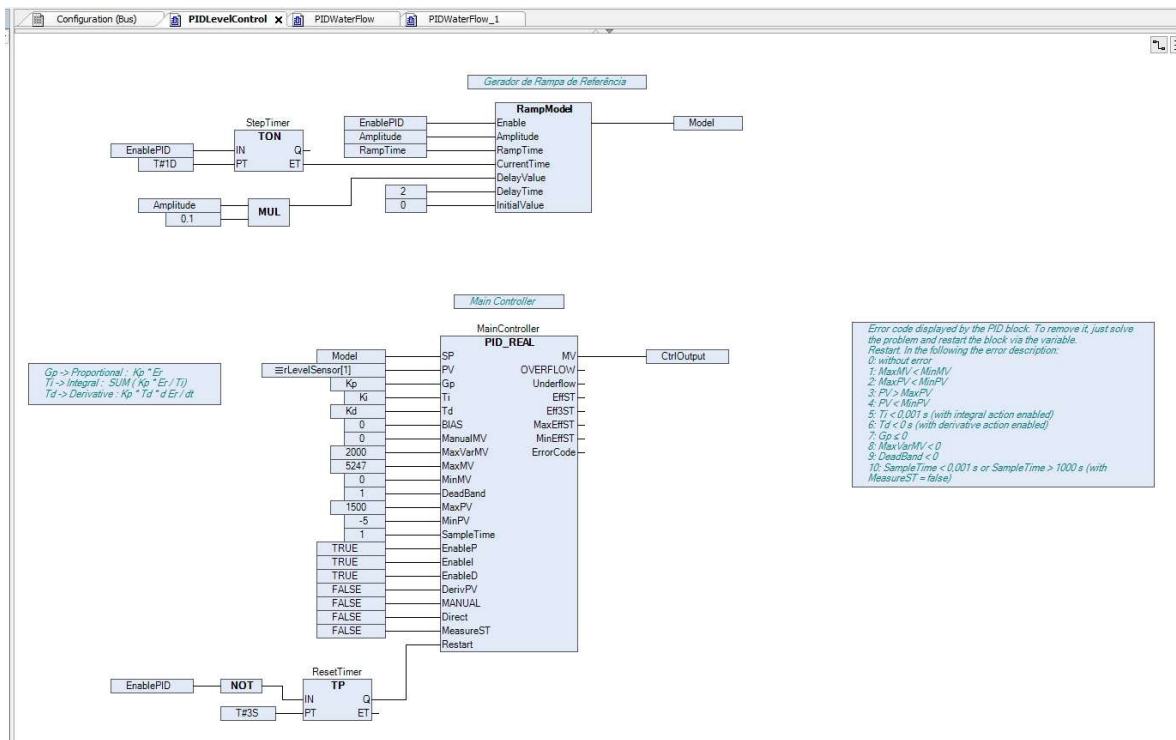 Configuration (Bus)
PIDLevelControl
PIDWaterFlow
PIDWaterFlow_1
Gerador de Rampa de Referência
StepTimer
TON
EnablePID
IN
Q
T#1D
PT
ET
Amplitude
0.1
MUL
RampModel
EnablePID
Enable
Model
Amplitude
Amplitude
RampTime
RampTime
CurrentTime
DelayValue
2
DelayTime
0
InitialValue
Main Controller
Gp -> Proportional : Kp * Er
Ti -> Integral : SUM ( Kp * Er / Ti)
Td -> Derivative : Kp * Td * d Er / dt
MainController
PID_REAL
Model
SP
MV
CtrlOutput
rLevelSensor[1]
PV
OVERFLOW
Kp
Gp
Underflow
Ki
Ti
EffST
Kd
Td
Eff3ST
0
BIAS
MaxEffST
0
ManualMV
MinEffST
2000
MaxVarMV
ErrorCode
5247
MaxMV
0
MinMV
1
DeadBand
1500
MaxPV
-5
MinPV
1
SampleTime
TRUE
EnableP
TRUE
EnableI
TRUE
EnableD
FALSE
DerivPV
FALSE
MANUAL
FALSE
Direct
FALSE
MeasureST
Restart
Error code displayed by the PID block. To remove it, just solve
the problem and restart the block via the variable.
Restart. In the following the error description:
0: without error
1: MaxMV < MinMV
2: MaxPV < MinPV
3: PV > MaxPV
4: PV < MinPV
5: Ti < 0,001 s (with integral action enabled)
6: Td < 0 s (with derivative action enabled)
7: Gp ≤ 0
8: MaxVarMV < 0
9: DeadBand < 0
10: SampleTime < 0,001 s or SampleTime > 1000 s (with
MeasureST = false)
ResetTimer
TP
EnablePID
NOT
IN
Q
T#3S
PT
ET